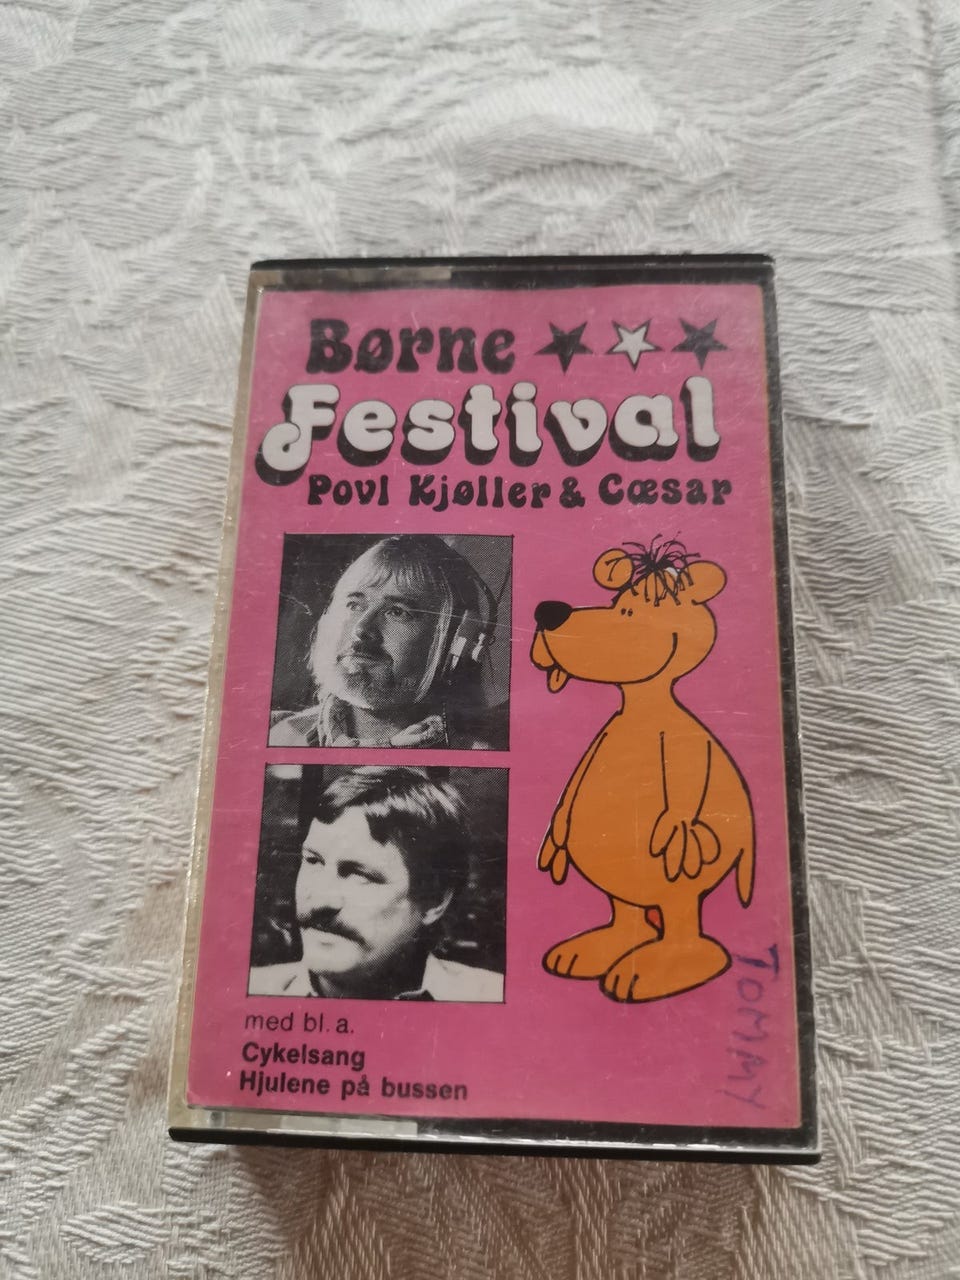 Børne
Festival
Povl Kjøller & Cæsar
med bl. a.
Cykelsang
Hjulene på bussen
TOMMY